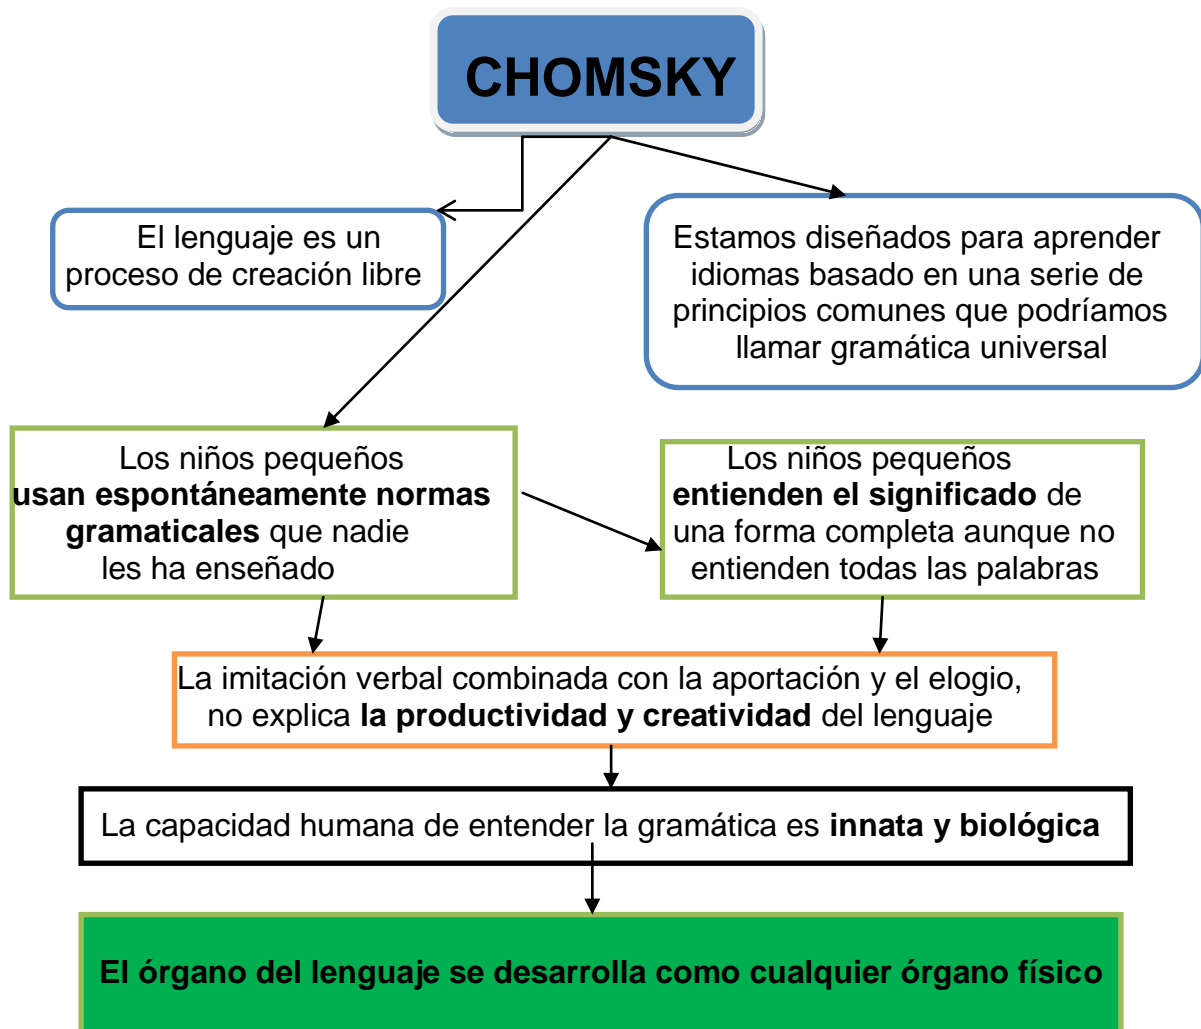 CHOMSKY
El lenguaje es un
proceso de creación libre
Estamos diseñados para aprender
idiomas basado en una serie de
principios comunes que podríamos
llamar gramática universal
Los niños pequeños
usan espontáneamente normas
gramaticales que nadie
les ha enseñado
Los niños pequeños
entienden el significado de
una forma completa aunque no
entienden todas las palabras
La imitación verbal combinada con la aportación y el elogio,
no explica la productividad y creatividad del lenguaje
La capacidad humana de entender la gramática es innata y biológica
El órgano del lenguaje se desarrolla como cualquier órgano físico